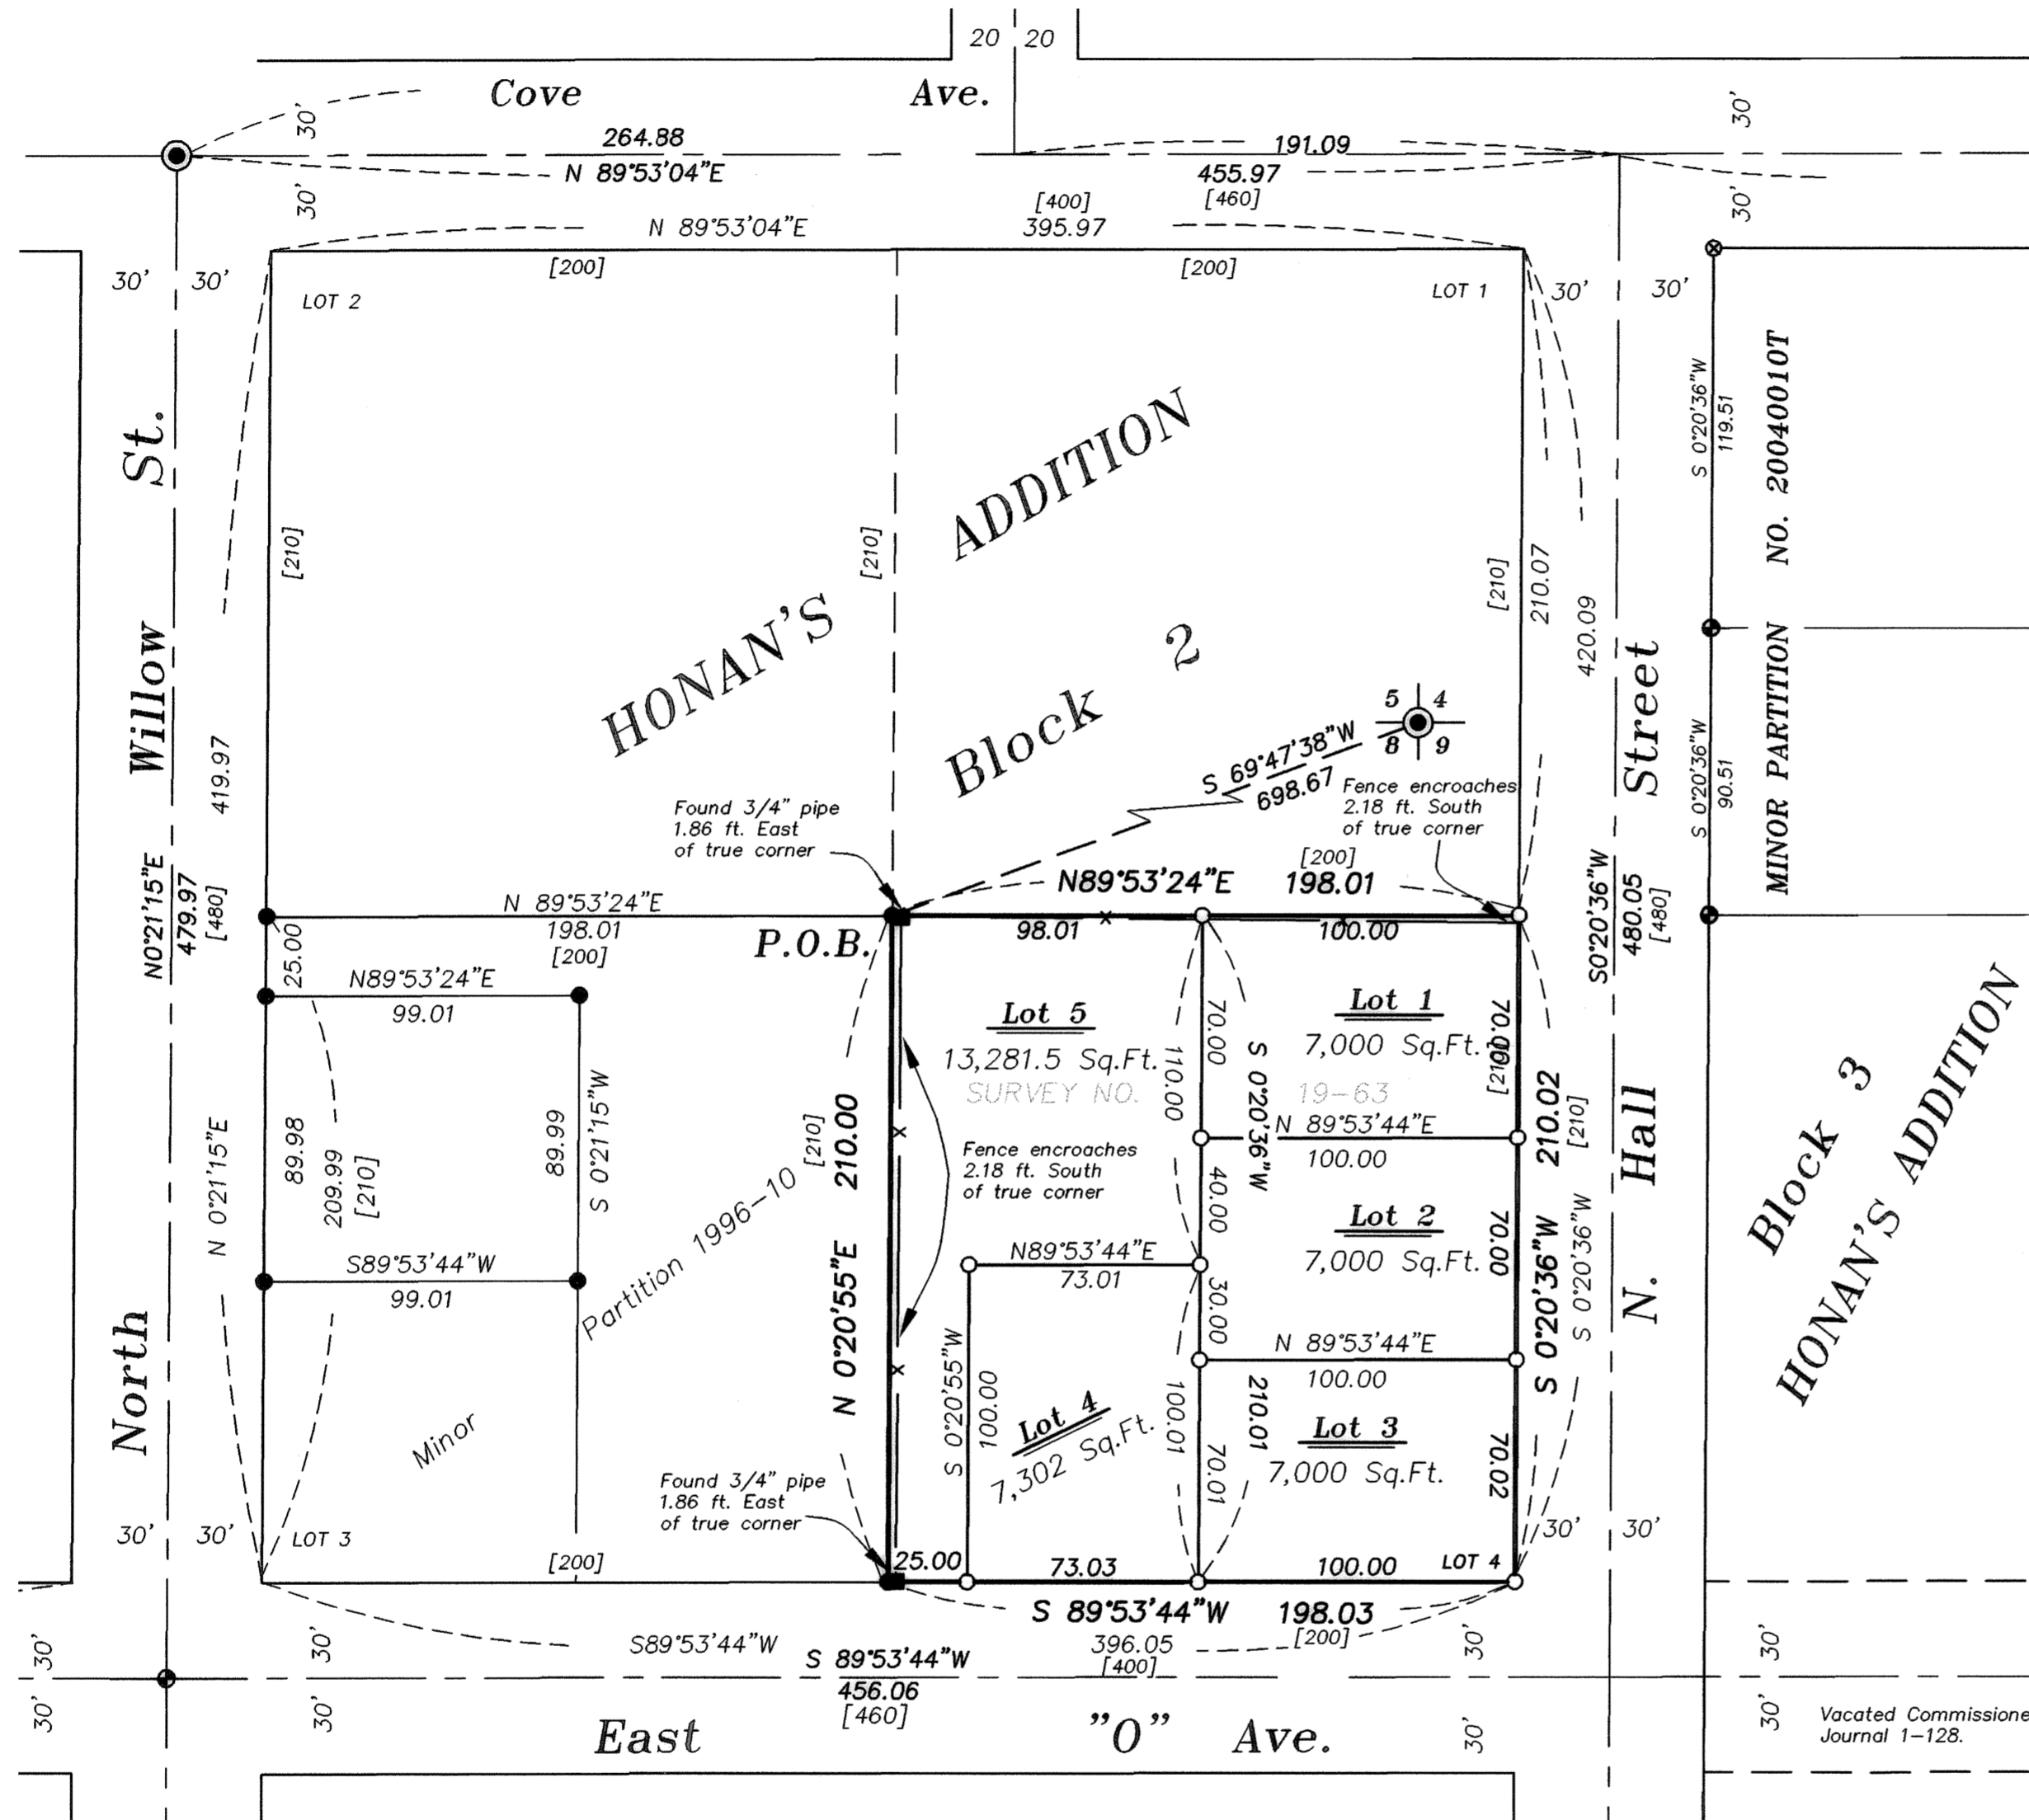 20 20
Cove Ave.
30'
264.88
N 89°53'04"E
191.09
455.97
[460]
30'
30'
30'
[400]
N 89°53'04"E 395.97
[200]
[200]
30' 30'
LOT 2
LOT 1
30' 30'
North Willow St.
N0°21'15"E
479.97
[480]
419.97
[210]
[210]
[210]
210.07
420.09
HONAN'S ADDITION
Block 2
5 4
8 9
S 69°47'38"W
698.67
Fence encroaches
2.18 ft. South
of true corner
Found 3/4" pipe
1.86 ft. East
of true corner
S 0°20'36"W
119.51
S 0°20'36"W
90.51
MINOR PARTITION NO. 20040010T
N. Hall Street
S0°20'36"W
480.05
[480]
N 89°53'24"E
198.01
[200]
P.O.B.
[200]
N89°53'24"E 198.01
98.01
100.00
25.00
N89°53'24"E
99.01
89.98
209.99
[210]
89.99
S 0°21'15"W
N 0°21'15"E
S89°53'44"W
99.01
Minor Partition 1996-10
[210]
N 0°20'55"E 210.00
Lot 5
13,281.5 Sq.Ft.
SURVEY NO. 19-63
110.00
70.00
S 0°20'36"W
210.01
Lot 1
7,000 Sq.Ft.
70.00
[212]
S 0°20'36"W 210.02
[210]
S 0°20'36"W
N 89°53'44"E
100.00
Fence encroaches
2.18 ft. South
of true corner
40.00
Lot 2
7,000 Sq.Ft.
70.00
N89°53'44"E
73.01
30.00
N 89°53'44"E
100.00
S 0°20'55"W
100.00
Lot 4
7,302 Sq.Ft.
100.01
70.01
Lot 3
7,000 Sq.Ft.
70.02
Found 3/4" pipe
1.86 ft. East
of true corner
30' 30'
LOT 3
[200]
25.00
73.03
100.00
LOT 4
30' 30'
S 89°53'44"W 198.03
[200]
S89°53'44"W 396.05
[400]
S 89°53'44"W
456.06
[460]
30'
30'
30'
30'
30'
30'
30'
30'
East "O" Ave.
Block 3
HONAN'S ADDITION
Vacated Commissione
Journal 1-128.